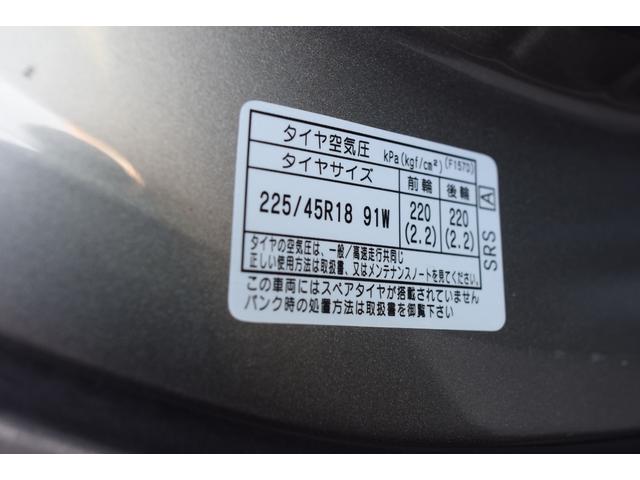 タイヤ空気圧 kPa(kgf/cm²) (F157D)
タイヤサイズ 前輪 後輪
225/45R18 91W 220 (2.2) 220 (2.2)
タイヤの空気圧は、一般/高速走行共同じ
正しい使用方法は取扱書、又はメンテナンスノートを見てください。
この車両にはスペアタイヤが搭載されていません
パンク時の処置方法は取扱書を御覧下さい
SRS A